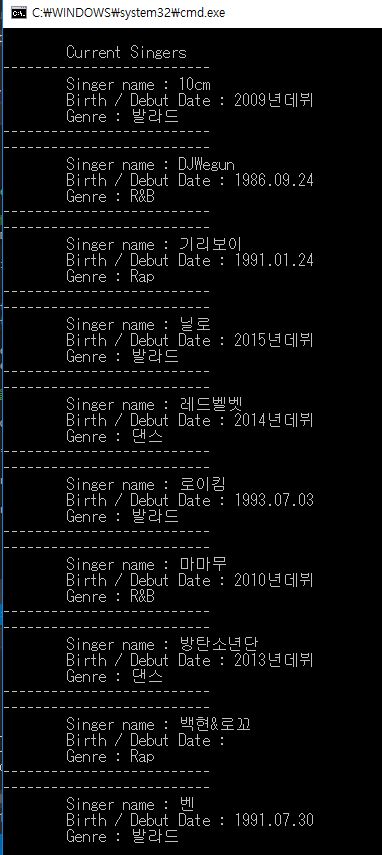 C:₩WINDOWS₩system32₩cmd.exe
Current Singers
--------------------------
Singer name : 10cm
Birth / Debut Date : 2009년데뷔
Genre : 발라드
--------------------------
--------------------------
Singer name : DJ₩egun
Birth / Debut Date : 1986.09.24
Genre : R&B
--------------------------
--------------------------
Singer name : 기리보이
Birth / Debut Date : 1991.01.24
Genre : Rap
--------------------------
--------------------------
Singer name : 닐로
Birth / Debut Date : 2015년데뷔
Genre : 발라드
--------------------------
--------------------------
Singer name : 레드벨벳
Birth / Debut Date : 2014년데뷔
Genre : 댄스
--------------------------
--------------------------
Singer name : 로이킴
Birth / Debut Date : 1993.07.03
Genre : 발라드
--------------------------
--------------------------
Singer name : 마마무
Birth / Debut Date : 2010년데뷔
Genre : R&B
--------------------------
--------------------------
Singer name : 방탄소년단
Birth / Debut Date : 2013년데뷔
Genre : 댄스
--------------------------
--------------------------
Singer name : 백현&로꼬
Birth / Debut Date :
Genre : Rap
--------------------------
--------------------------
Singer name : 벤
Birth / Debut Date : 1991.07.30
Genre : 발라드